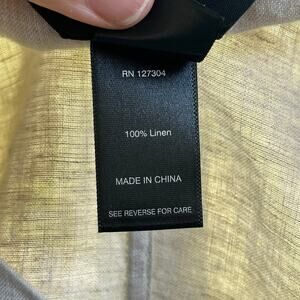 RN 127304
100% Linen
MADE IN CHINA
SEE REVERSE FOR CARE